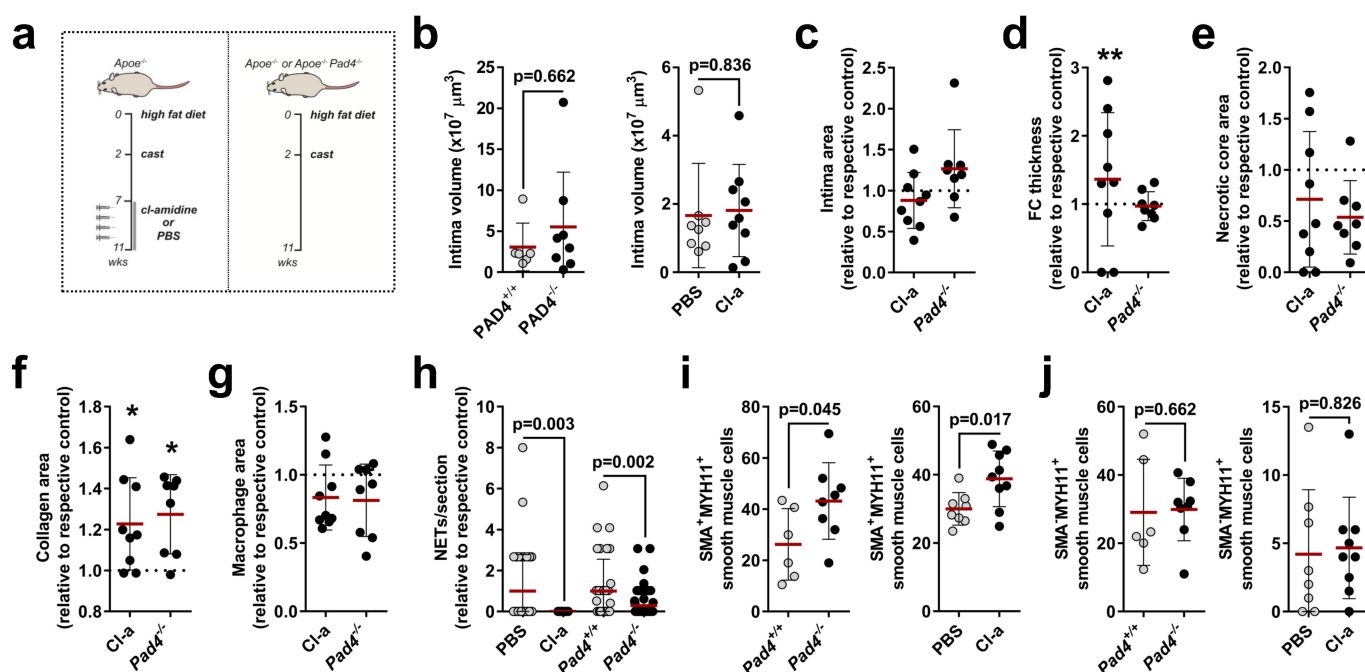 a
Apoe-/-
Apoe-/- or Apoe-/- Pad4-/-
0 high fat diet
2 cast
7
cl-amidine
or
PBS
11
wks
0 high fat diet
2 cast
11
wks
b
Intima volume (x10⁷ μm³)
25
20
15
10
5
0
p=0.662
PAD4+/+
PAD4-/-
Intima volume (x10⁷ μm³)
6
4
2
0
p=0.836
PBS
Cl-a
c
Intima area
(relative to respective control)
2.5
2.0
1.5
1.0
0.5
0.0
Cl-a
Pad4-/-
d
FC thickness
(relative to respective control)
3
2
1
0
**
Cl-a
Pad4-/-
e
Necrotic core area
(relative to respective control)
2.0
1.5
1.0
0.5
0.0
Cl-a
Pad4-/-
f
Collagen area
(relative to respective control)
1.8
1.6
1.4
1.2
1.0
0.8
*
*
Cl-a
Pad4-/-
g
Macrophage area
(relative to respective control)
1.5
1.0
0.5
0.0
Cl-a
Pad4-/-
h
NETs/section
(relative to respective control)
10
8
6
4
2
0
p=0.003
p=0.002
PBS
Cl-a
Pad4+/+
Pad4-/-
i
SMA+MYH11+
smooth muscle cells
80
60
40
20
0
p=0.045
Pad4+/+
Pad4-/-
SMA+MYH11+
smooth muscle cells
60
40
20
0
p=0.017
PBS
Cl-a
j
SMA-MYH11+
smooth muscle cells
60
40
20
0
p=0.662
Pad4+/+
Pad4-/-
SMA-MYH11+
smooth muscle cells
15
10
5
0
p=0.826
PBS
Cl-a